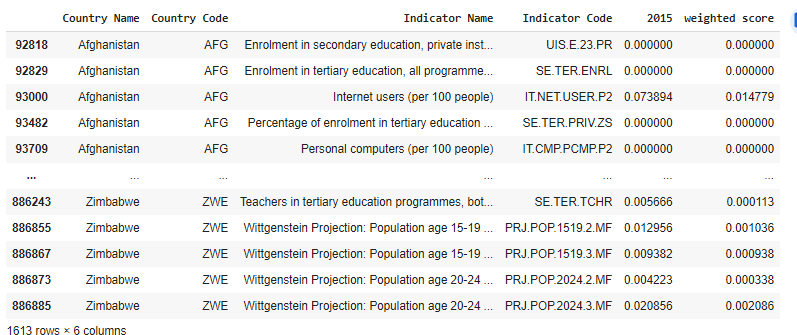 Country Name Country Code Indicator Name Indicator Code 2015 weighted score
92818 Afghanistan AFG Enrolment in secondary education, private inst... UIS.E.23.PR 0.000000 0.000000
92829 Afghanistan AFG Enrolment in tertiary education, all programme... SE.TER.ENRL 0.000000 0.000000
93000 Afghanistan AFG Internet users (per 100 people) IT.NET.USER.P2 0.073894 0.014779
93482 Afghanistan AFG Percentage of enrolment in tertiary education ... SE.TER.PRIV.ZS 0.000000 0.000000
93709 Afghanistan AFG Personal computers (per 100 people) IT.CMP.PCMP.P2 0.000000 0.000000
... ... ... ... ... ... ...
886243 Zimbabwe ZWE Teachers in tertiary education programmes, bot... SE.TER.TCHR 0.005666 0.000113
886855 Zimbabwe ZWE Wittgenstein Projection: Population age 15-19 ... PRJ.POP.1519.2.MF 0.012956 0.001036
886867 Zimbabwe ZWE Wittgenstein Projection: Population age 15-19 ... PRJ.POP.1519.3.MF 0.009382 0.000938
886873 Zimbabwe ZWE Wittgenstein Projection: Population age 20-24 ... PRJ.POP.2024.2.MF 0.004223 0.000338
886885 Zimbabwe ZWE Wittgenstein Projection: Population age 20-24 ... PRJ.POP.2024.3.MF 0.020856 0.002086
1613 rows × 6 columns